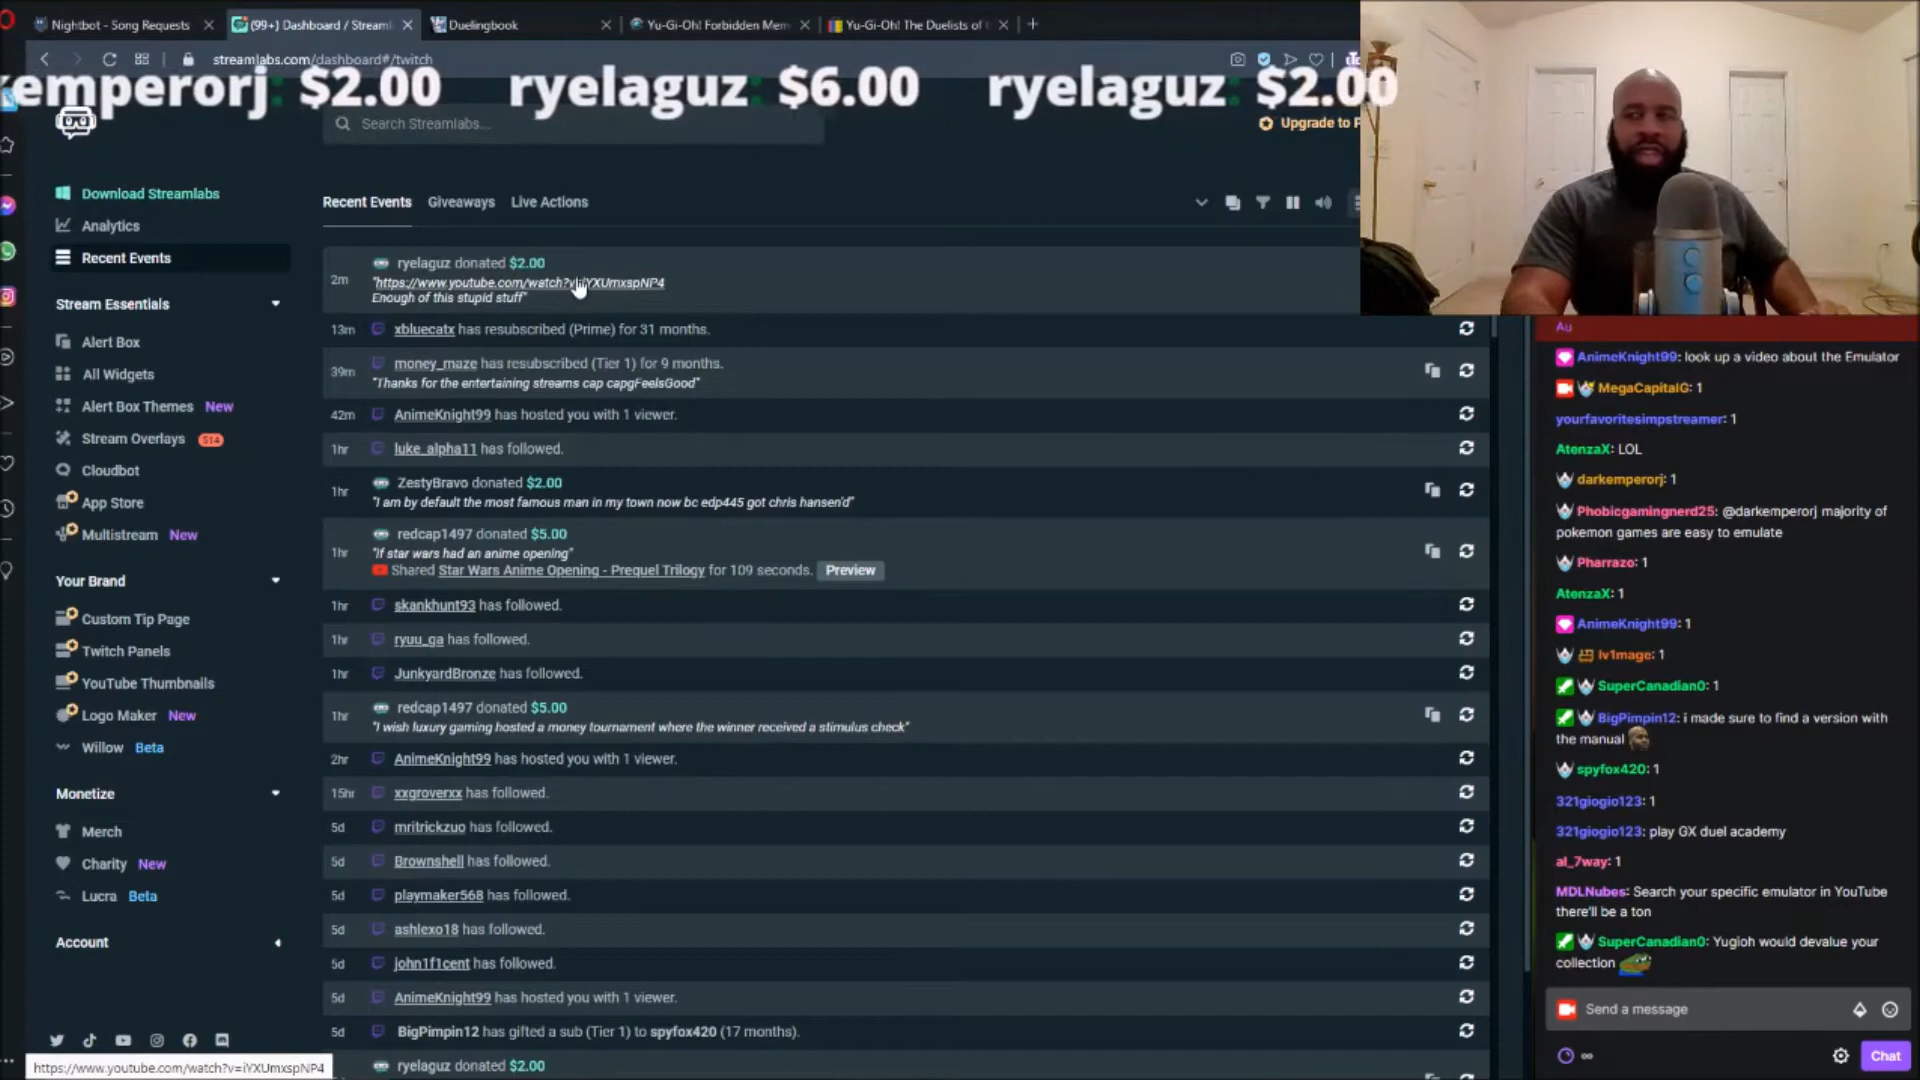 Nightbot - Song Requests
(99+) Dashboard / Streaml
Duelingbook
Yu-Gi-Oh! Forbidden Mem
Yu-Gi-Oh! The Duelists of
streamlabs.com/dashboard#/twitch
emperorj: $2.00 ryelaguz: $6.00 ryelaguz: $2.00
Search Streamlabs...
Upgrade to P
Download Streamlabs
Analytics
Recent Events
Stream Essentials
Alert Box
All Widgets
Alert Box Themes New
Stream Overlays 514
Cloudbot
App Store
Multistream New
Your Brand
Custom Tip Page
Twitch Panels
YouTube Thumbnails
Logo Maker New
Willow Beta
Monetize
Merch
Charity New
Lucra Beta
Account
https://www.youtube.com/watch?v=iYXUmxspNP4
Recent Events Giveaways Live Actions
2m ryelaguz donated $2.00
"https://www.youtube.com/watch?v=iYXUmxspNP4
Enough of this stupid stuff"
13m xbluecatx has resubscribed (Prime) for 31 months.
39m money_maze has resubscribed (Tier 1) for 9 months.
"Thanks for the entertaining streams cap capgFeelsGood"
42m AnimeKnight99 has hosted you with 1 viewer.
1hr luke_alpha11 has followed.
1hr ZestyBravo donated $2.00
"I am by default the most famous man in my town now bc edp445 got chris hansen'd"
1hr redcap1497 donated $5.00
"If star wars had an anime opening"
Shared Star Wars Anime Opening - Prequel Trilogy for 109 seconds. Preview
1hr skankhunt93 has followed.
1hr ryuu_ga has followed.
1hr JunkyardBronze has followed.
1hr redcap1497 donated $5.00
"I wish luxury gaming hosted a money tournament where the winner received a stimulus check"
2hr AnimeKnight99 has hosted you with 1 viewer.
15hr xxgroverxx has followed.
5d mritrickzuo has followed.
5d Brownshell has followed.
5d playmaker568 has followed.
5d ashlexo18 has followed.
5d john1f1cent has followed.
5d AnimeKnight99 has hosted you with 1 viewer.
5d BigPimpin12 has gifted a sub (Tier 1) to spyfox420 (17 months).
ryelaguz donated $2.00
Au
AnimeKnight99: look up a video about the Emulator
MegaCapitalG: 1
yourfavoritesimpstreamer: 1
AtenzaX: LOL
darkemperorj: 1
Phobicgamingnerd25: @darkemperorj majority of
pokemon games are easy to emulate
Pharrazo: 1
AtenzaX: 1
AnimeKnight99: 1
lv1mage: 1
SuperCanadian0: 1
BigPimpin12: i made sure to find a version with
the manual
spyfox420: 1
321giogio123: 1
321giogio123: play GX duel academy
al_7way: 1
MDLNubes: Search your specific emulator in YouTube
there'll be a ton
SuperCanadian0: Yugioh would devalue your
collection
Send a message
Chat